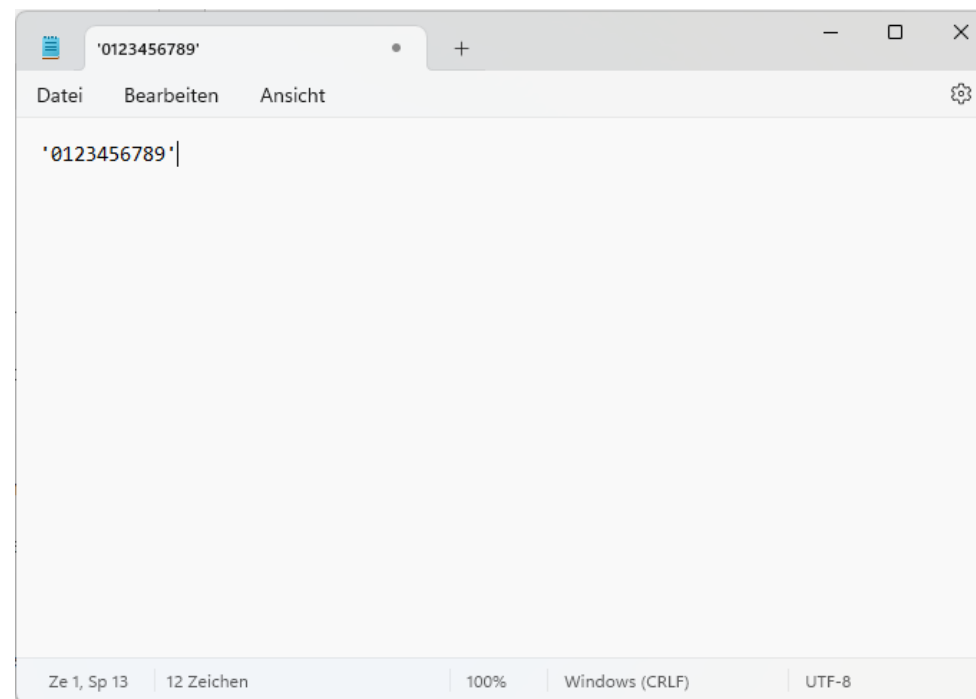 '0123456789'
Datei Bearbeiten Ansicht
'0123456789'
Ze 1, Sp 13 12 Zeichen 100% Windows (CRLF) UTF-8